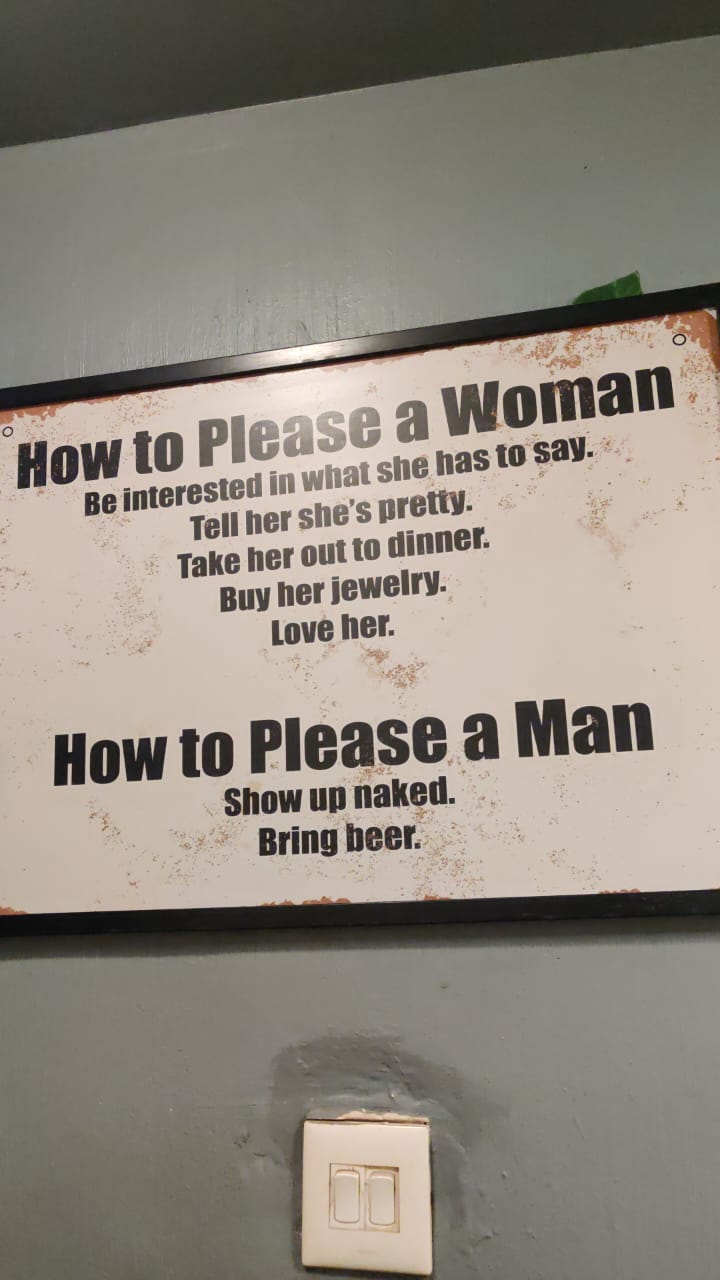 How to Please a Woman
Be interested in what she has to say.
Tell her she's pretty.
Take her out to dinner.
Buy her jewelry.
Love her.
How to Please a Man
Show up naked.
Bring beer.